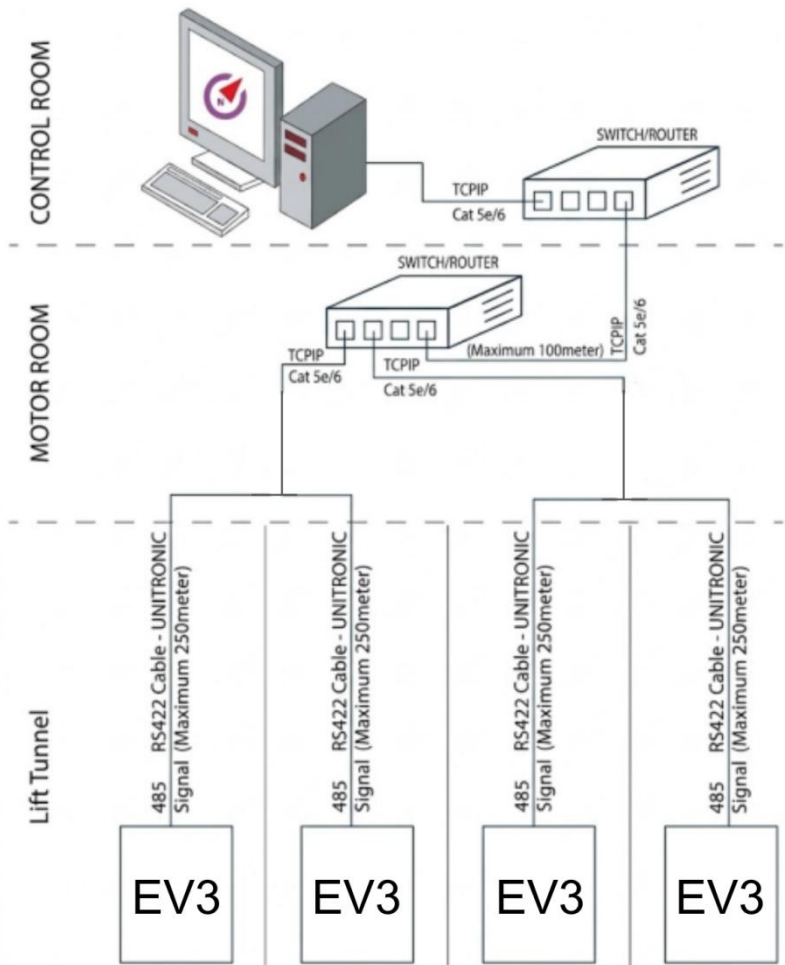 CONTROL ROOM
N
SWITCH/ROUTER
TCPIP
Cat 5e/6
TCPIP
Cat 5e/6
MOTOR ROOM
SWITCH/ROUTER
(Maximum 100meter)
TCPIP
Cat 5e/6
TCPIP
Cat 5e/6
Lift Tunnel
485 RS422 Cable - UNITRONIC
Signal (Maximum 250meter)
485 RS422 Cable - UNITRONIC
Signal (Maximum 250meter)
485 RS422 Cable - UNITRONIC
Signal (Maximum 250meter)
485 RS422 Cable - UNITRONIC
Signal (Maximum 250meter)
EV3
EV3
EV3
EV3